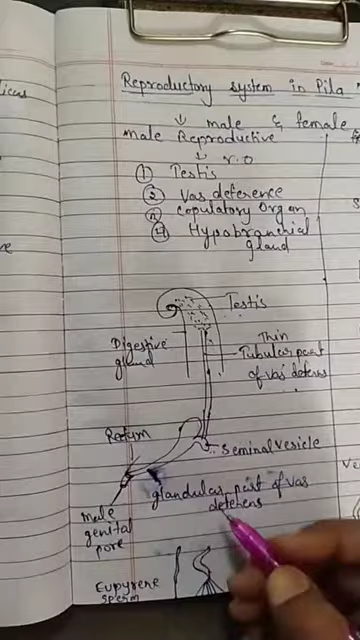 Reproductory system in Pila
male & female
male Reproductive
r.o
① Testis
② Vas deference
copulatory Organ
④ Hypobranchial
gland
Testis
Digestive
gland
Thin
Tubular part
of vas deferens
Rectum
Seminal vesicle
glandular part of vas
deferens
male
genital
pore
Eupyrene
sperm